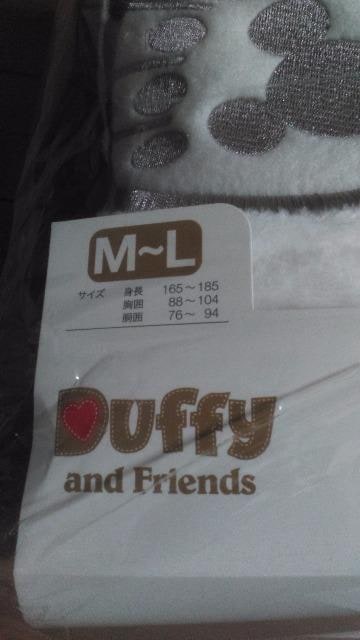 M~L
サイズ 身長 165～185
胸囲 88～104
胴囲 76～ 94
Duffy
and Friends